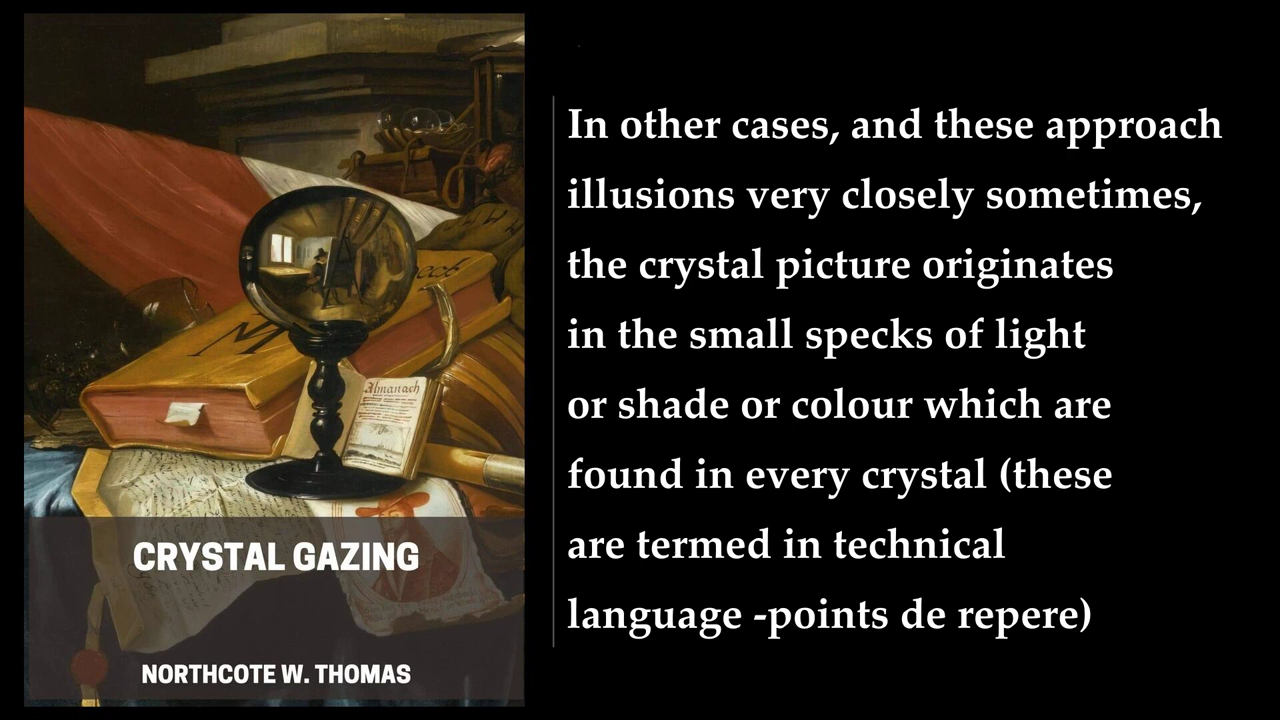 In other cases, and these approach
illusions very closely sometimes,
the crystal picture originates
in the small specks of light
or shade or colour which are
found in every crystal (these
are termed in technical
language -points de repere)
M
Almanach
CRYSTAL GAZING
NORTHCOTE W. THOMAS